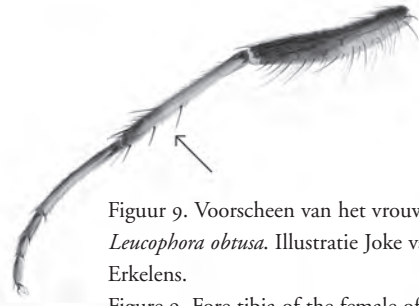 Figuur 9. Voorscheen van het vrouw
Leucophora obtusa. Illustratie Joke va
Erkelens.
Figure 9. Fore tibia of the female of